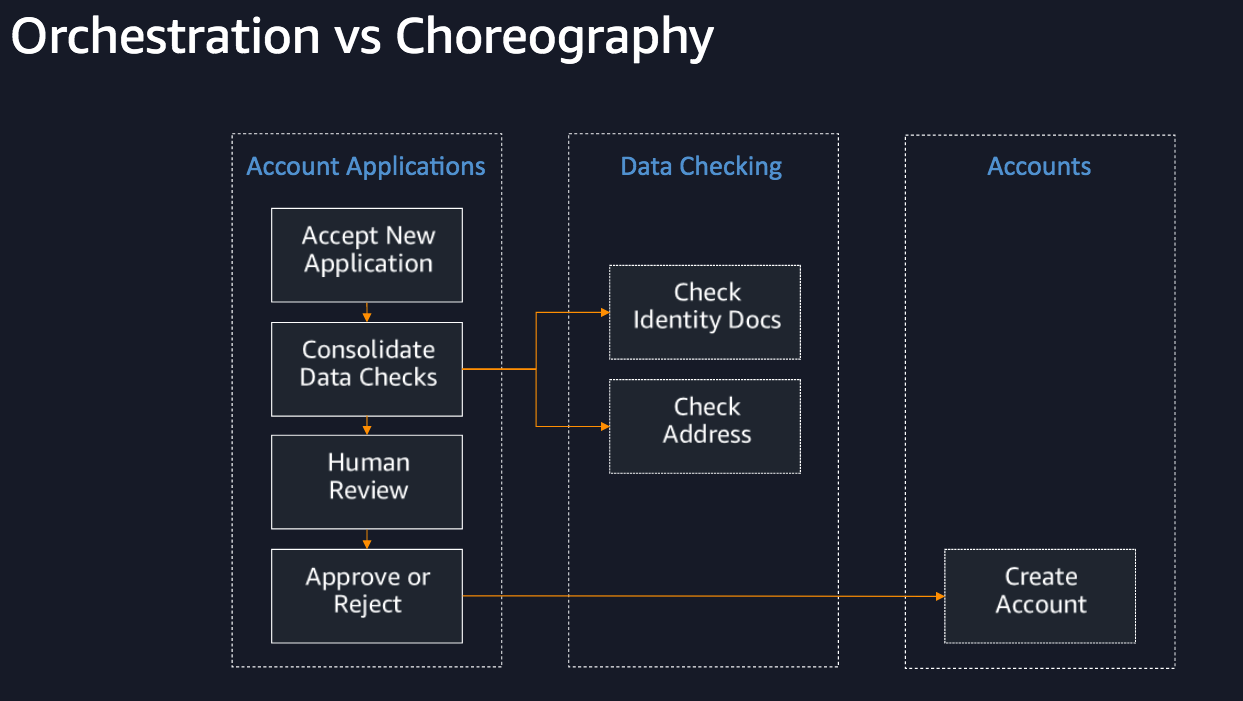 Orchestration vs Choreography
Account Applications
Accept New
Application
Consolidate
Data Checks
Human
Review
Approve or
Reject
Data Checking
Check
Identity Docs
Check
Address
Accounts
Create
Account